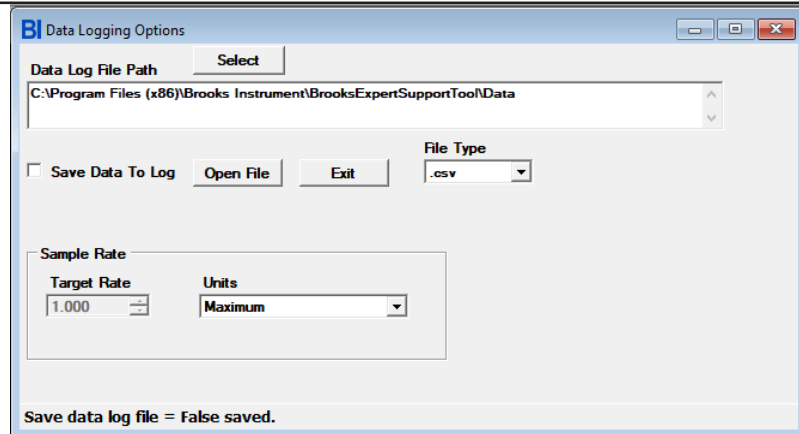 BI Data Logging Options
Data Log File Path
Select
C:\Program Files (x86)\Brooks Instrument\BrooksExpertSupportTool\Data
File Type
Save Data To Log
Open File
Exit
.csv
Sample Rate
Target Rate
Units
1.000
Maximum
Save data log file = False saved.